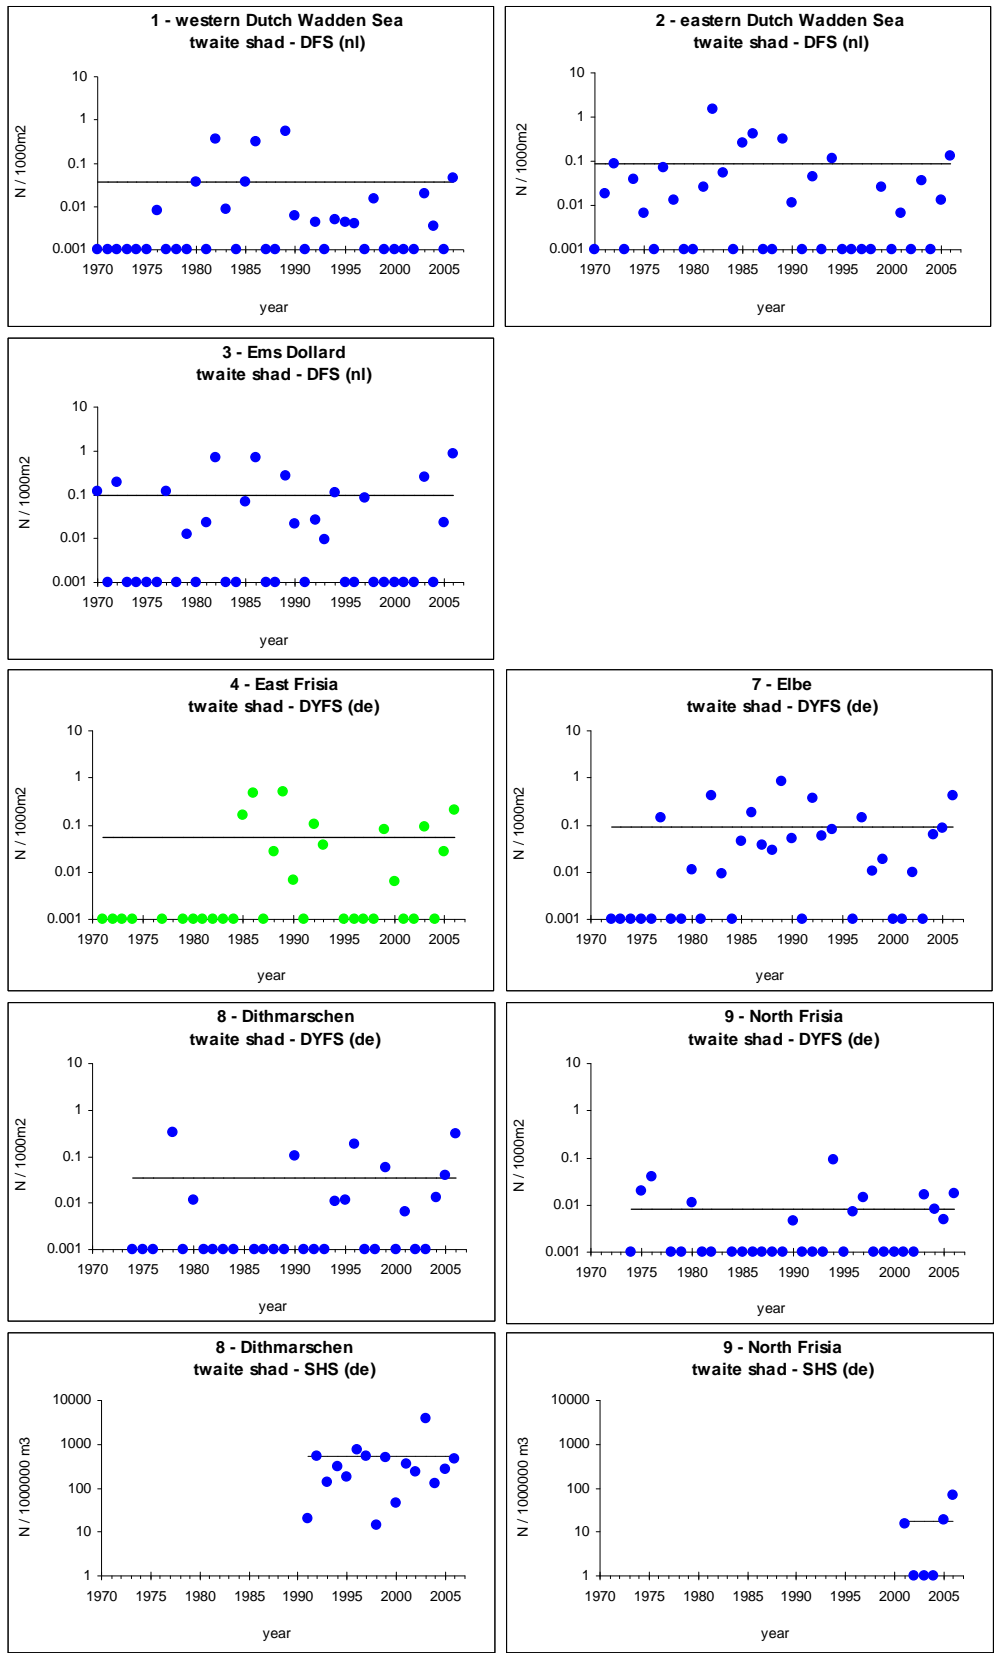 1 - western Dutch Wadden Sea
twaite shad - DFS (nl)
N / 1000m2
10
1
0.1
0.01
0.001
1970 1975 1980 1985 1990 1995 2000 2005
year
2 - eastern Dutch Wadden Sea
twaite shad - DFS (nl)
N / 1000m2
10
1
0.1
0.01
0.001
1970 1975 1980 1985 1990 1995 2000 2005
year
3 - Ems Dollard
twaite shad - DFS (nl)
N / 1000m2
10
1
0.1
0.01
0.001
1970 1975 1980 1985 1990 1995 2000 2005
year
4 - East Frisia
twaite shad - DYFS (de)
N / 1000m2
10
1
0.1
0.01
0.001
1970 1975 1980 1985 1990 1995 2000 2005
year
7 - Elbe
twaite shad - DYFS (de)
N / 1000m2
10
1
0.1
0.01
0.001
1970 1975 1980 1985 1990 1995 2000 2005
year
8 - Dithmarschen
twaite shad - DYFS (de)
N / 1000m2
10
1
0.1
0.01
0.001
1970 1975 1980 1985 1990 1995 2000 2005
year
9 - North Frisia
twaite shad - DYFS (de)
N / 1000m2
10
1
0.1
0.01
0.001
1970 1975 1980 1985 1990 1995 2000 2005
year
8 - Dithmarschen
twaite shad - SHS (de)
N / 1000000 m3
10000
1000
100
10
1
1970 1975 1980 1985 1990 1995 2000 2005
year
9 - North Frisia
twaite shad - SHS (de)
N / 1000000 m3
10000
1000
100
10
1
1970 1975 1980 1985 1990 1995 2000 2005
year